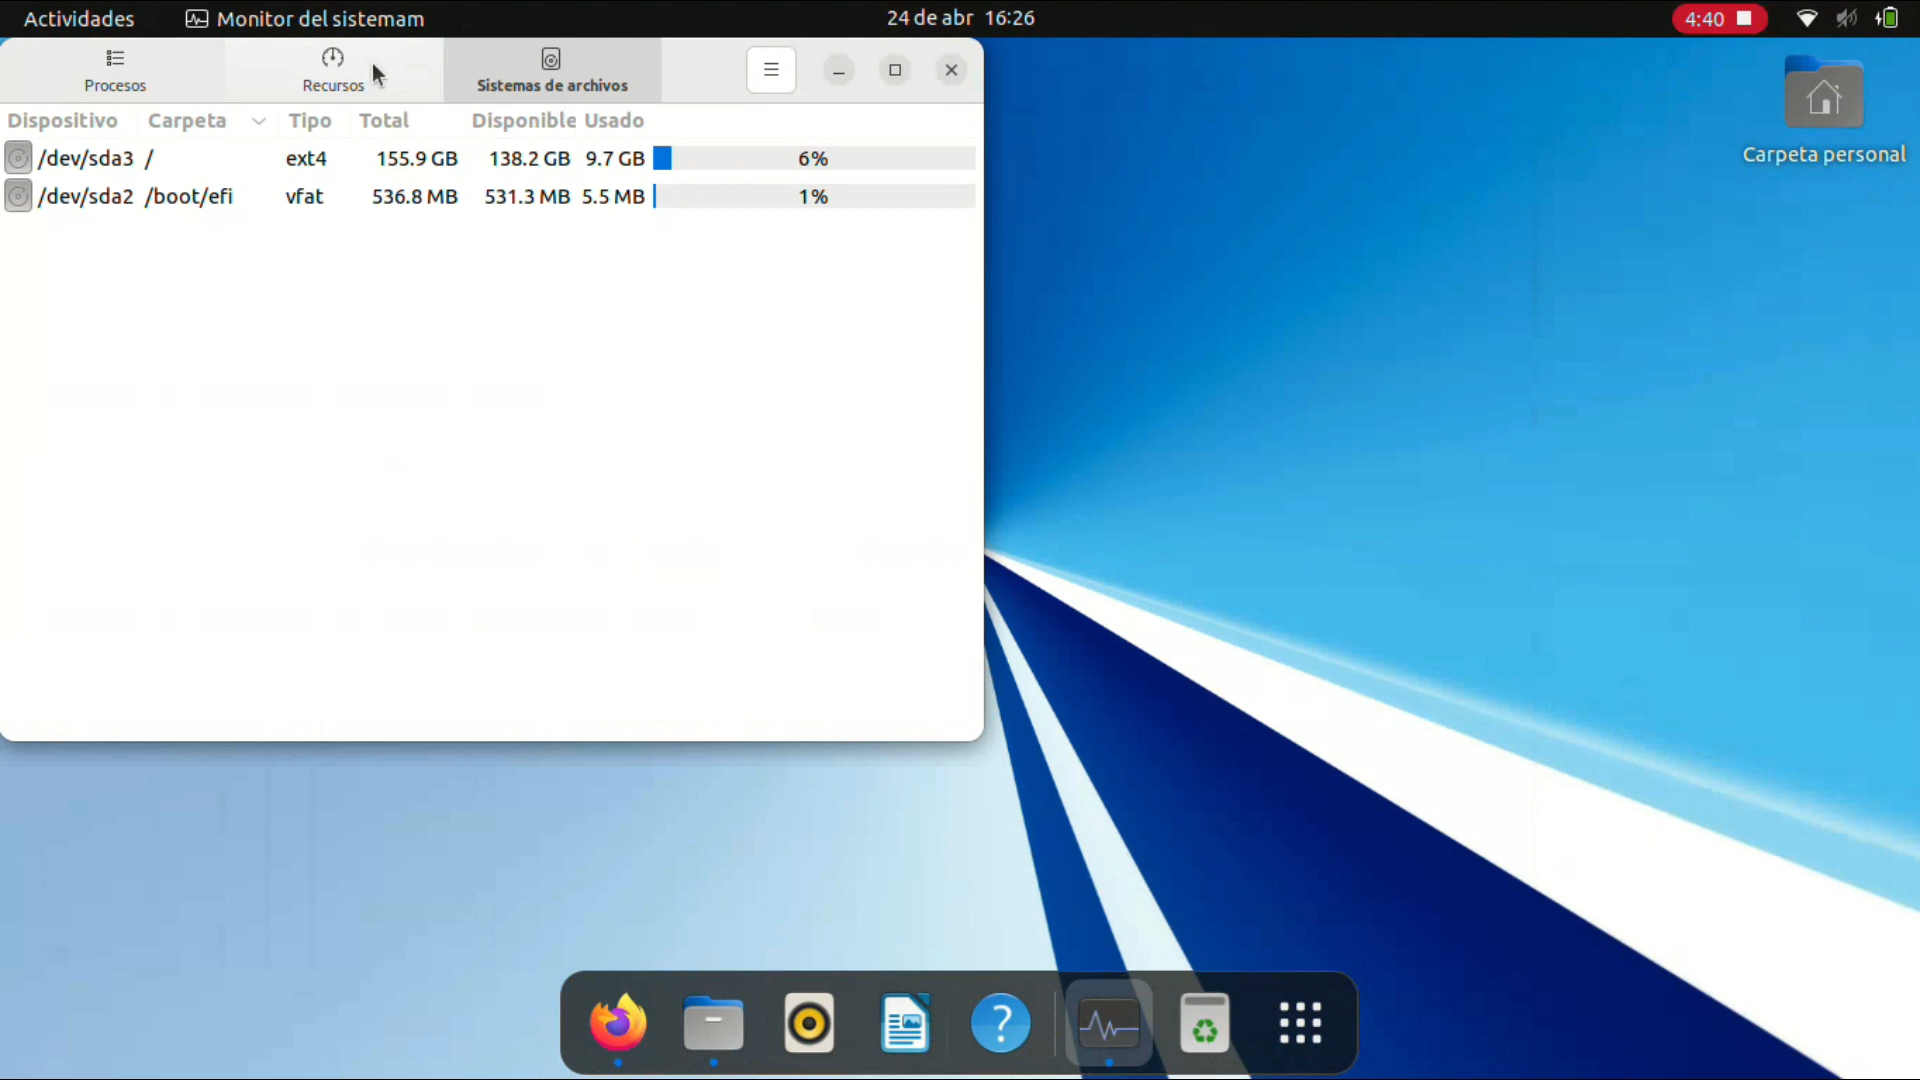 Actividades Monitor del sistemam 24 de abr 16:26 4:40
Procesos Recursos Sistemas de archivos
Dispositivo Carpeta Tipo Total Disponible Usado
/dev/sda3 / ext4 155.9 GB 138.2 GB 9.7 GB 6%
/dev/sda2 /boot/efi vfat 536.8 MB 531.3 MB 5.5 MB 1%
Carpeta personal